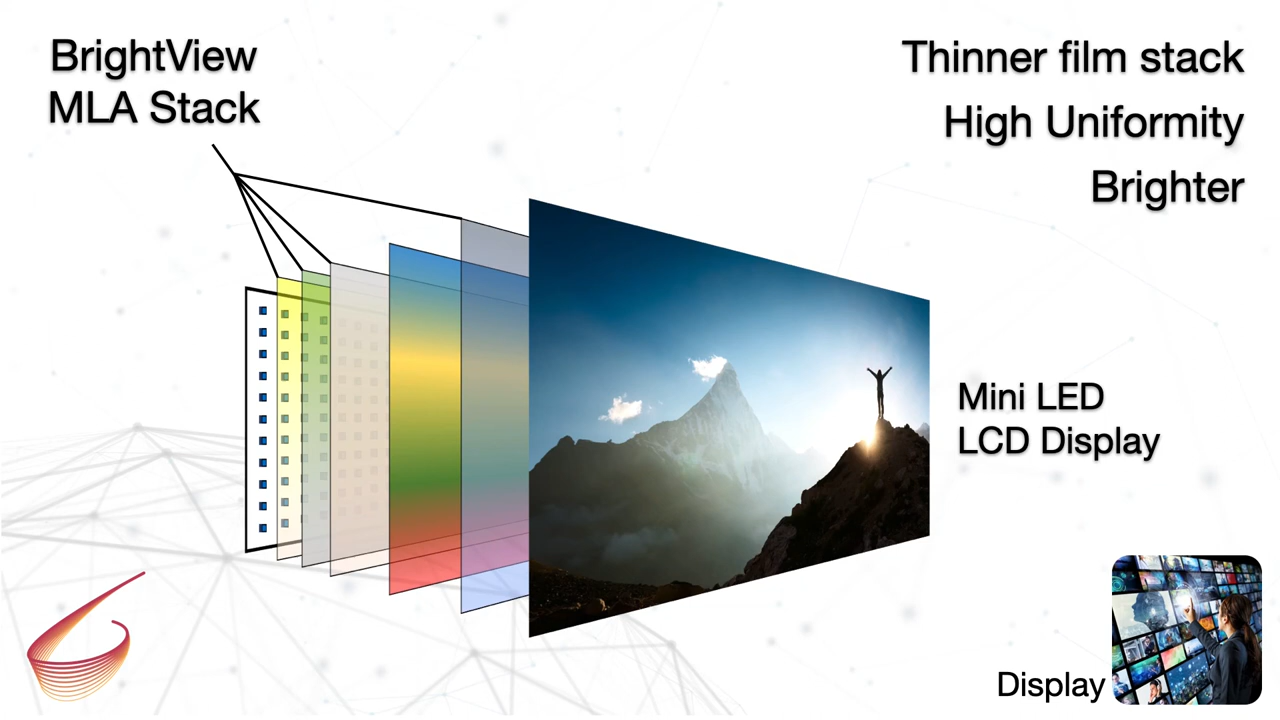 BrightView
MLA Stack
Thinner film stack
High Uniformity
Brighter
Mini LED
LCD Display
Display